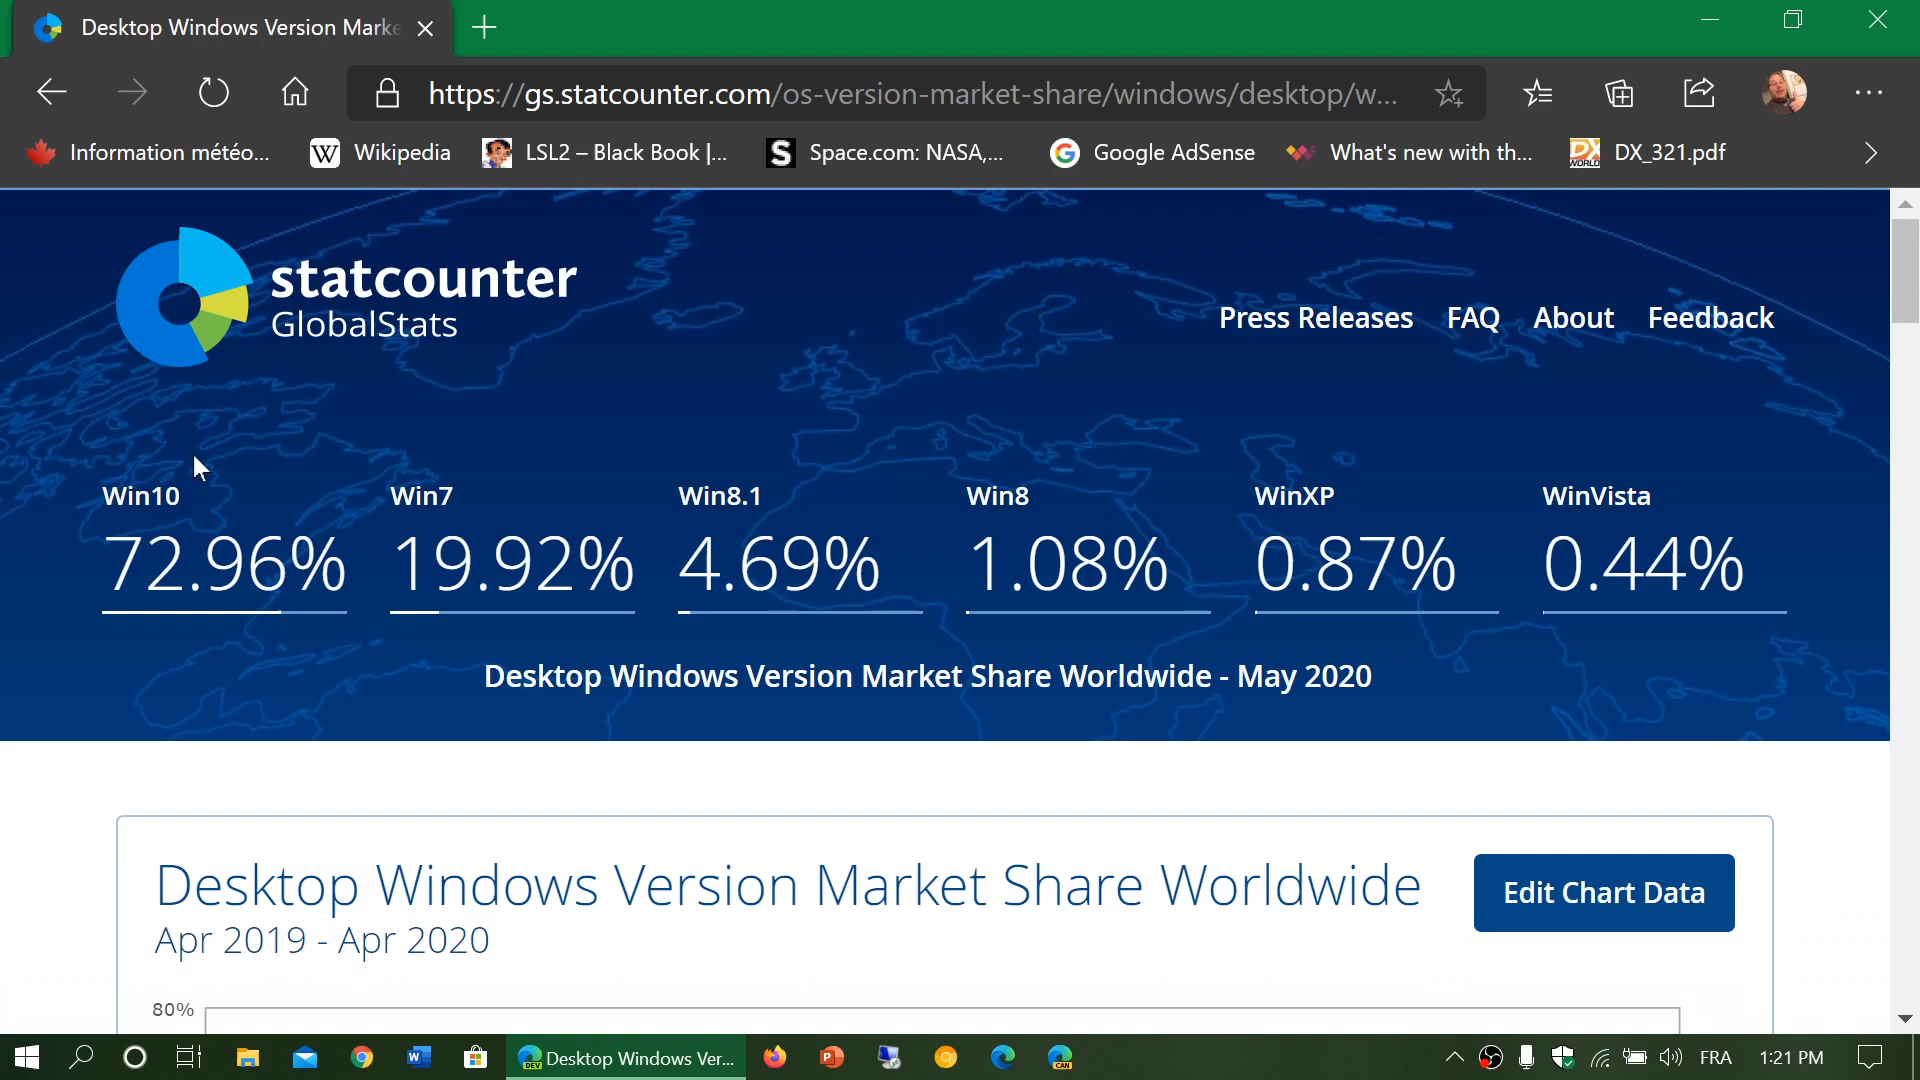 Desktop Windows Version Marke
https://gs.statcounter.com/os-version-market-share/windows/desktop/w...
Information météo...
W Wikipedia
LSL2 – Black Book |...
S Space.com: NASA,...
G Google AdSense
What's new with th...
DX WORLD DX_321.pdf
statcounter
GlobalStats
Press Releases FAQ About Feedback
Win10 Win7 Win8.1 Win8 WinXP WinVista
72.96% 19.92% 4.69% 1.08% 0.87% 0.44%
Desktop Windows Version Market Share Worldwide - May 2020
Desktop Windows Version Market Share Worldwide
Edit Chart Data
Apr 2019 - Apr 2020
80%
W
DEV Desktop Windows Ver...
P
CAN
FRA 1:21 PM